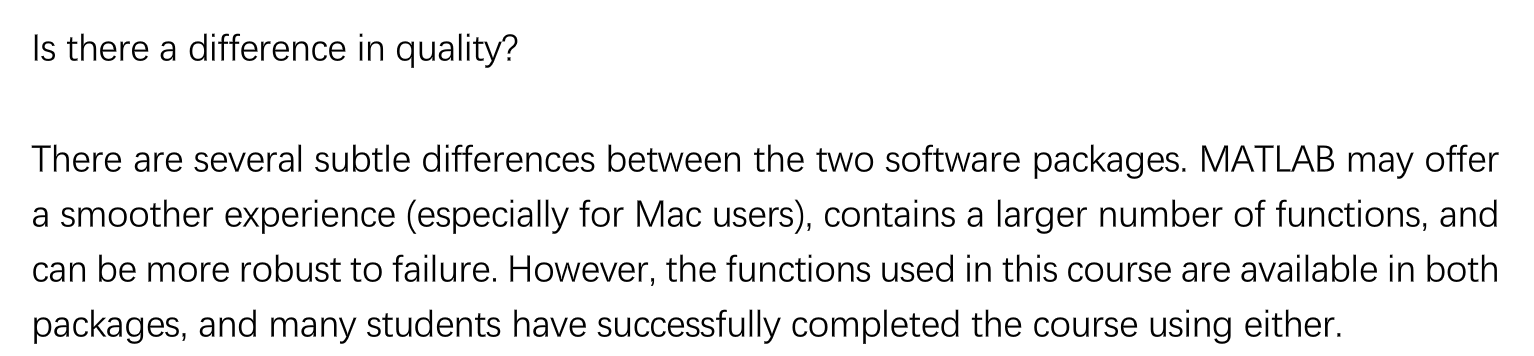 Is there a difference in quality?
There are several subtle differences between the two software packages. MATLAB may offer
a smoother experience (especially for Mac users), contains a larger number of functions, and
can be more robust to failure. However, the functions used in this course are available in both
packages, and many students have successfully completed the course using either.